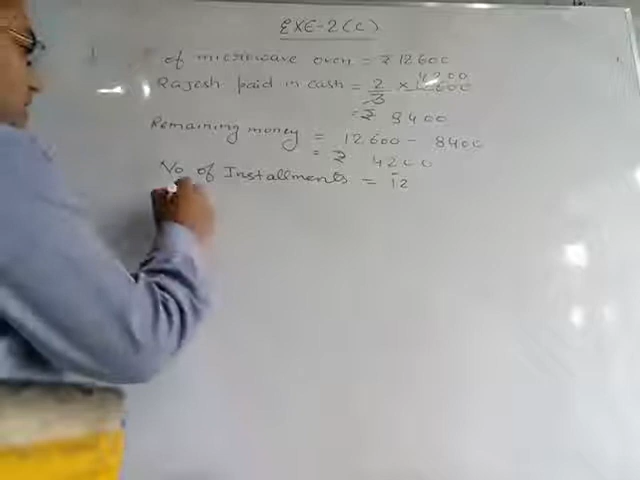 EXE-2(C)
of microwave oven = ₹ 12600
Rajesh paid in cash = 2/3 × 12600 4200
= ₹ 8400
Remaining money = 12600 - 8400
= ₹ 4200
No of Installments = 12